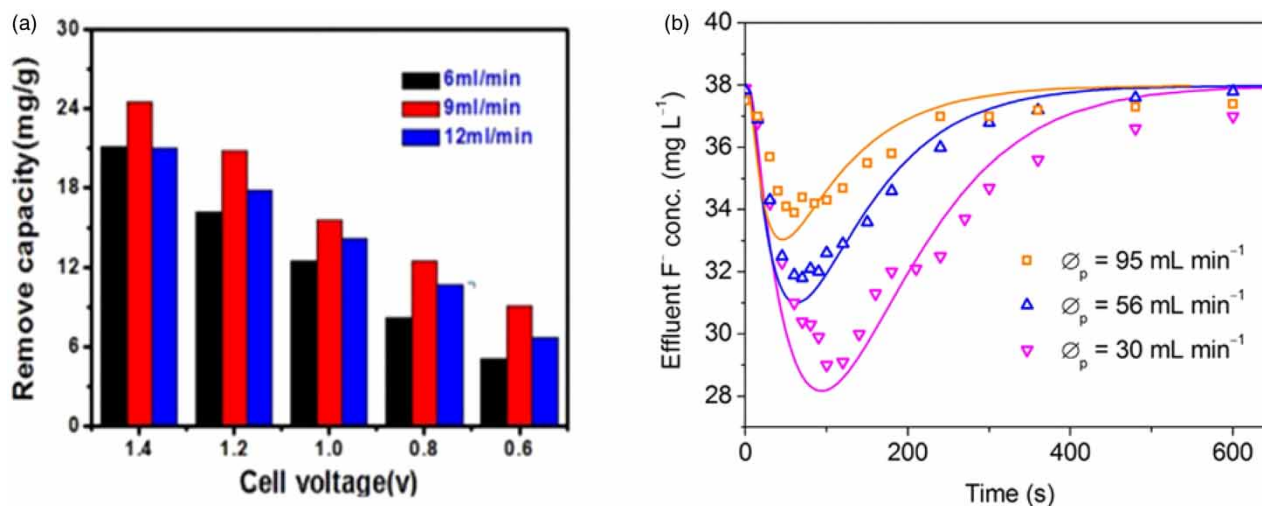 (a)
Remove capacity(mg/g)
30
24
18
12
6
0
6ml/min
9ml/min
12ml/min
1.4 1.2 1.0 0.8 0.6
Cell voltage(v)
(b)
Effluent F⁻ conc. (mg L⁻¹)
40
38
36
34
32
30
28
∅ₚ = 95 mL min⁻¹
∅ₚ = 56 mL min⁻¹
∅ₚ = 30 mL min⁻¹
0 200 400 600
Time (s)